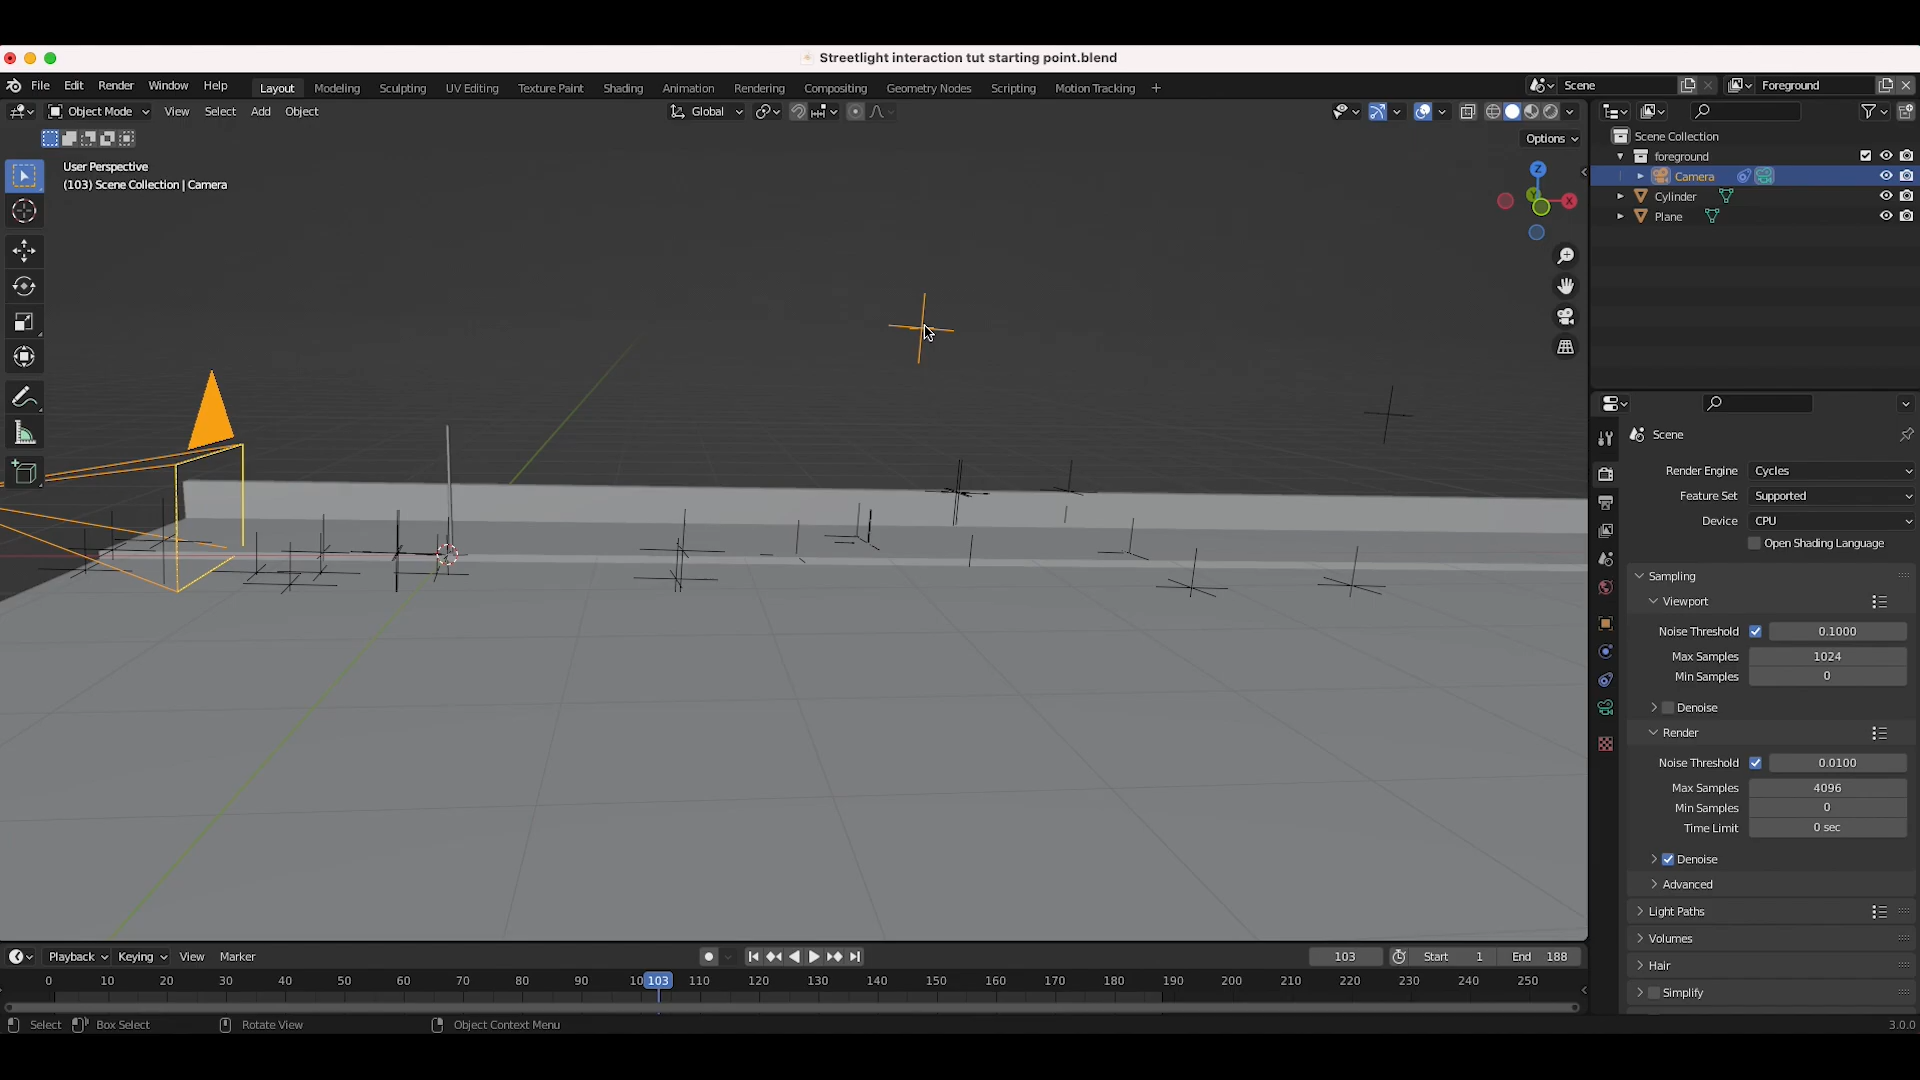 Streetlight interaction tut starting point.blend
File Edit Render Window Help Layout Modeling Sculpting UV Editing Texture Paint Shading Animation Rendering Compositing Geometry Nodes Scripting Motion Tracking + Scene Foreground
Object Mode View Select Add Object Global
Options
User Perspective
(103) Scene Collection | Camera
Z
X
Y
Scene Collection
foreground
Camera
Cylinder
Plane
Scene
Render Engine Cycles
Feature Set Supported
Device CPU
Open Shading Language
Sampling
Viewport
Noise Threshold 0.1000
Max Samples 1024
Min Samples 0
Denoise
Render
Noise Threshold 0.0100
Max Samples 4096
Min Samples 0
Time Limit 0 sec
Denoise
Advanced
Light Paths
Volumes
Hair
Simplify
Playback Keying View Marker 103 Start 1 End 188
0 10 20 30 40 50 60 70 80 90 10 103 110 120 130 140 150 160 170 180 190 200 210 220 230 240 250
Select Box Select Rotate View Object Context Menu 3.0.0